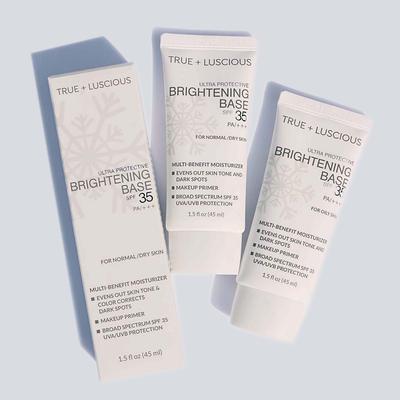 TRUE + LUSCIOUS
ULTRA PROTECTIVE
BRIGHTENING
BASE
SPF 35
PA/+++
FOR NORMAL/DRY SKIN
MULTI-BENEFIT MOISTURIZER
■ EVENS OUT SKIN TONE &
COLOR CORRECTS
DARK SPOTS
■ MAKEUP PRIMER
■ BROAD SPECTRUM SPF 35
UVA/UVB PROTECTION
1.5 fl oz (45 ml)
TRUE + LUSCIOUS
ULTRA PROTECTIVE
BRIGHTENING
BASE
SPF 35
PA/+++
FOR NORMAL/DRY SKIN
MULTI-BENEFIT MOISTURIZER
■ EVENS OUT SKIN TONE AND
DARK SPOTS
■ MAKEUP PRIMER
■ BROAD SPECTRUM SPF 35
UVA/UVB PROTECTION
1.5 fl oz (45 ml)
TRUE + LUSCIOUS
ULTRA PROTECTIVE
BRIGHTENING
BASE
SPF 35
PA/+++
FOR OILY SKIN
MULTI-BENEFIT MOISTURIZER
■ EVENS OUT SKIN TONE AND
DARK SPOTS
■ MAKEUP PRIMER
■ BROAD SPECTRUM SPF 35
UVA/UVB PROTECTION
1.5 fl oz (45 ml)